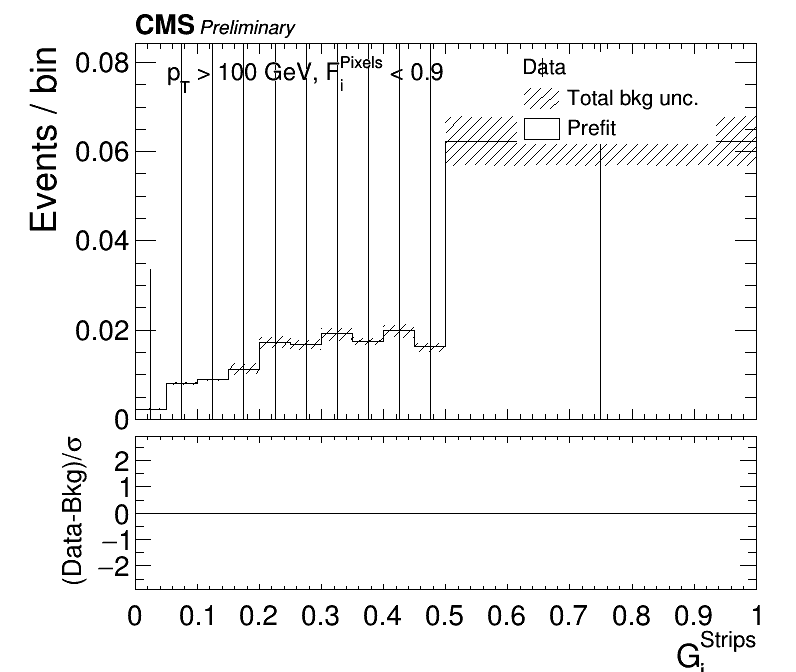 CMS Preliminary
Events / bin
0.08
0.06
0.04
0.02
0
p_T > 100 GeV, F_i^Pixels < 0.9
Data
Total bkg unc.
Prefit
(Data-Bkg)/σ
2
1
0
−1
−2
0 0.1 0.2 0.3 0.4 0.5 0.6 0.7 0.8 0.9 1
G_i^Strips